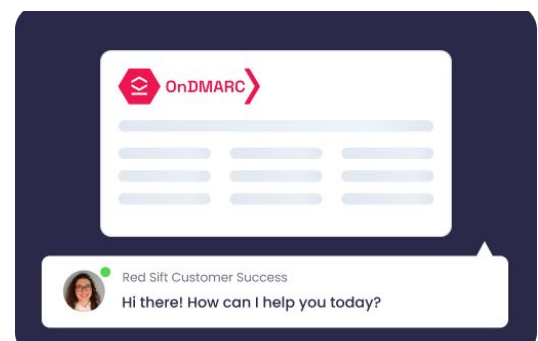 OnDMARC
Red Sift Customer Success
Hi there! How can I help you today?